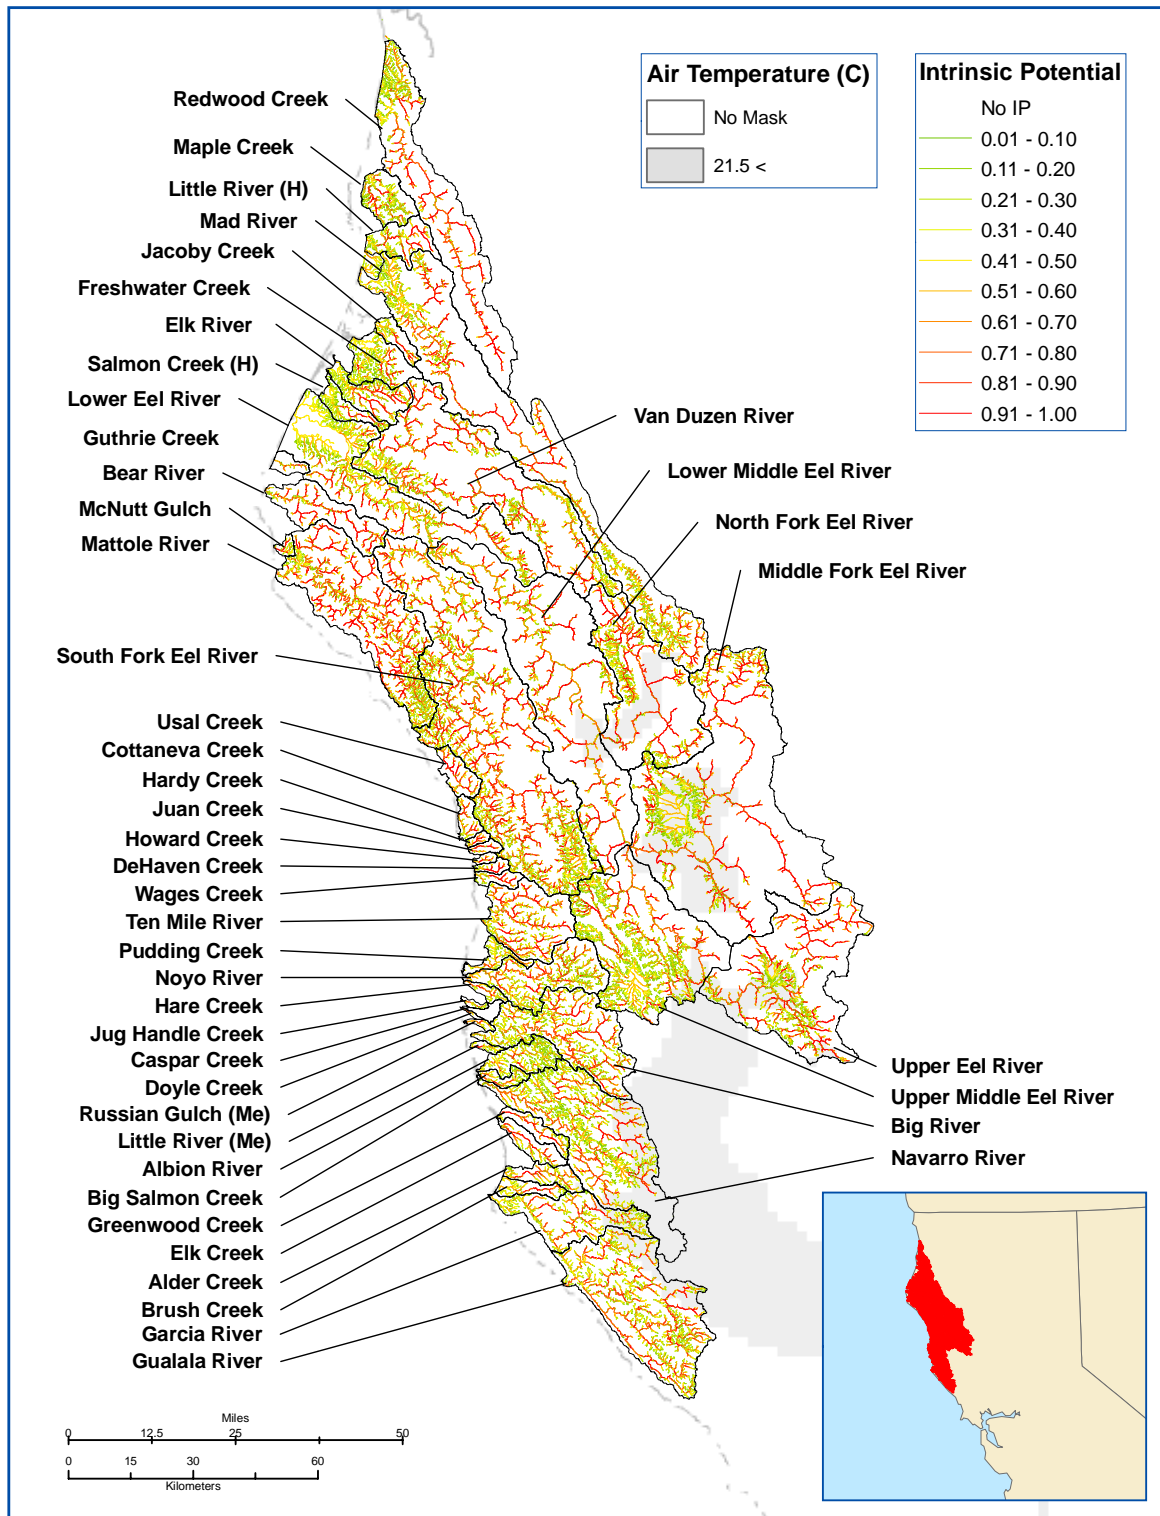 Air Temperature (C)
No Mask
21.5 <
Intrinsic Potential
No IP
0.01 - 0.10
0.11 - 0.20
0.21 - 0.30
0.31 - 0.40
0.41 - 0.50
0.51 - 0.60
0.61 - 0.70
0.71 - 0.80
0.81 - 0.90
0.91 - 1.00
Redwood Creek
Maple Creek
Little River (H)
Mad River
Jacoby Creek
Freshwater Creek
Elk River
Salmon Creek (H)
Lower Eel River
Guthrie Creek
Bear River
McNutt Gulch
Mattole River
South Fork Eel River
Usal Creek
Cottaneva Creek
Hardy Creek
Juan Creek
Howard Creek
DeHaven Creek
Wages Creek
Ten Mile River
Pudding Creek
Noyo River
Hare Creek
Jug Handle Creek
Caspar Creek
Doyle Creek
Russian Gulch (Me)
Little River (Me)
Albion River
Big Salmon Creek
Greenwood Creek
Elk Creek
Alder Creek
Brush Creek
Garcia River
Gualala River
Van Duzen River
Lower Middle Eel River
North Fork Eel River
Middle Fork Eel River
Upper Eel River
Upper Middle Eel River
Big River
Navarro River
Miles
0 12.5 25 50
0 15 30 60
Kilometers